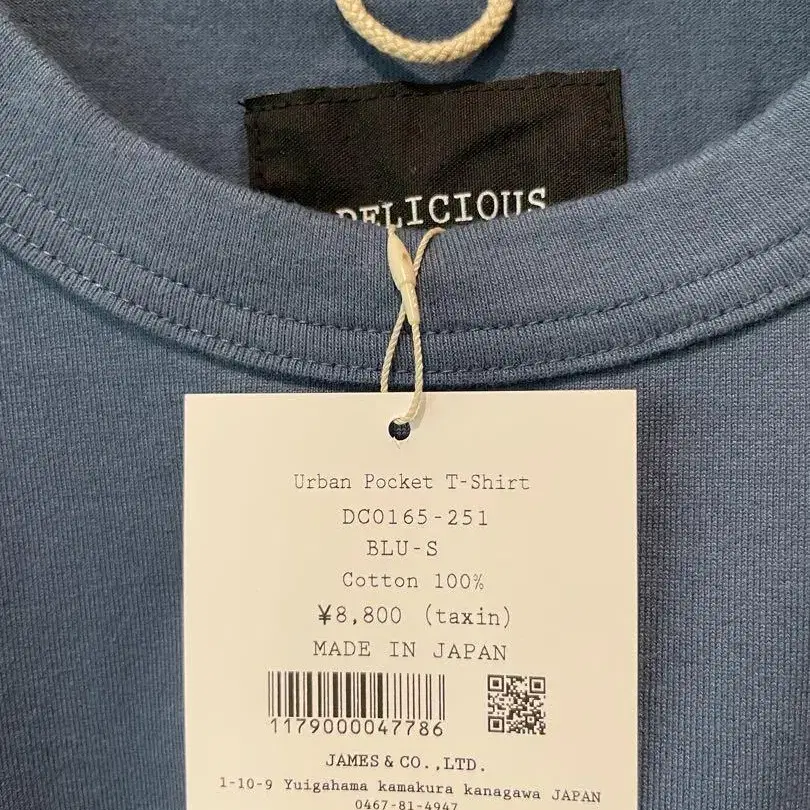 DELICIOUS
Urban Pocket T-Shirt
DC0165-251
BLU-S
Cotton 100%
¥8,800 (taxin)
MADE IN JAPAN
1179000047786
JAMES & CO.,LTD.
1-10-9 Yuigahama kamakura kanagawa JAPAN
0467-81-4947